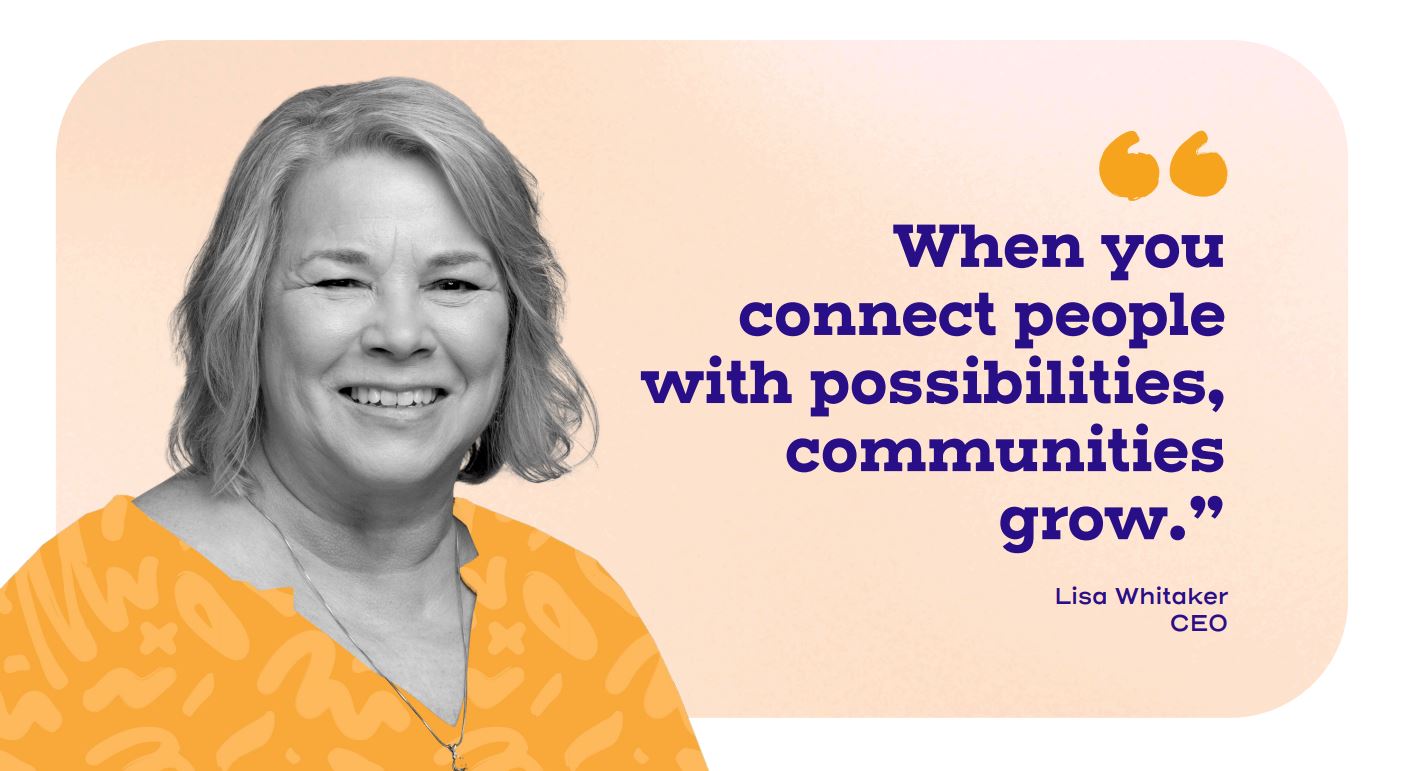 “
When you
connect people
with possibilities,
communities
grow.”
Lisa Whitaker
CEO